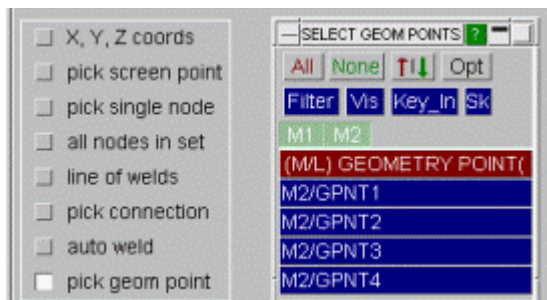 X, Y, Z coords
pick screen point
pick single node
all nodes in set
line of welds
pick connection
auto weld
pick geom point
SELECT GEOM POINTS ?
All None Opt
Filter Vis Key_In Sk
M1 M2
(M/L) GEOMETRY POINT(
M2/GPNT1
M2/GPNT2
M2/GPNT3
M2/GPNT4